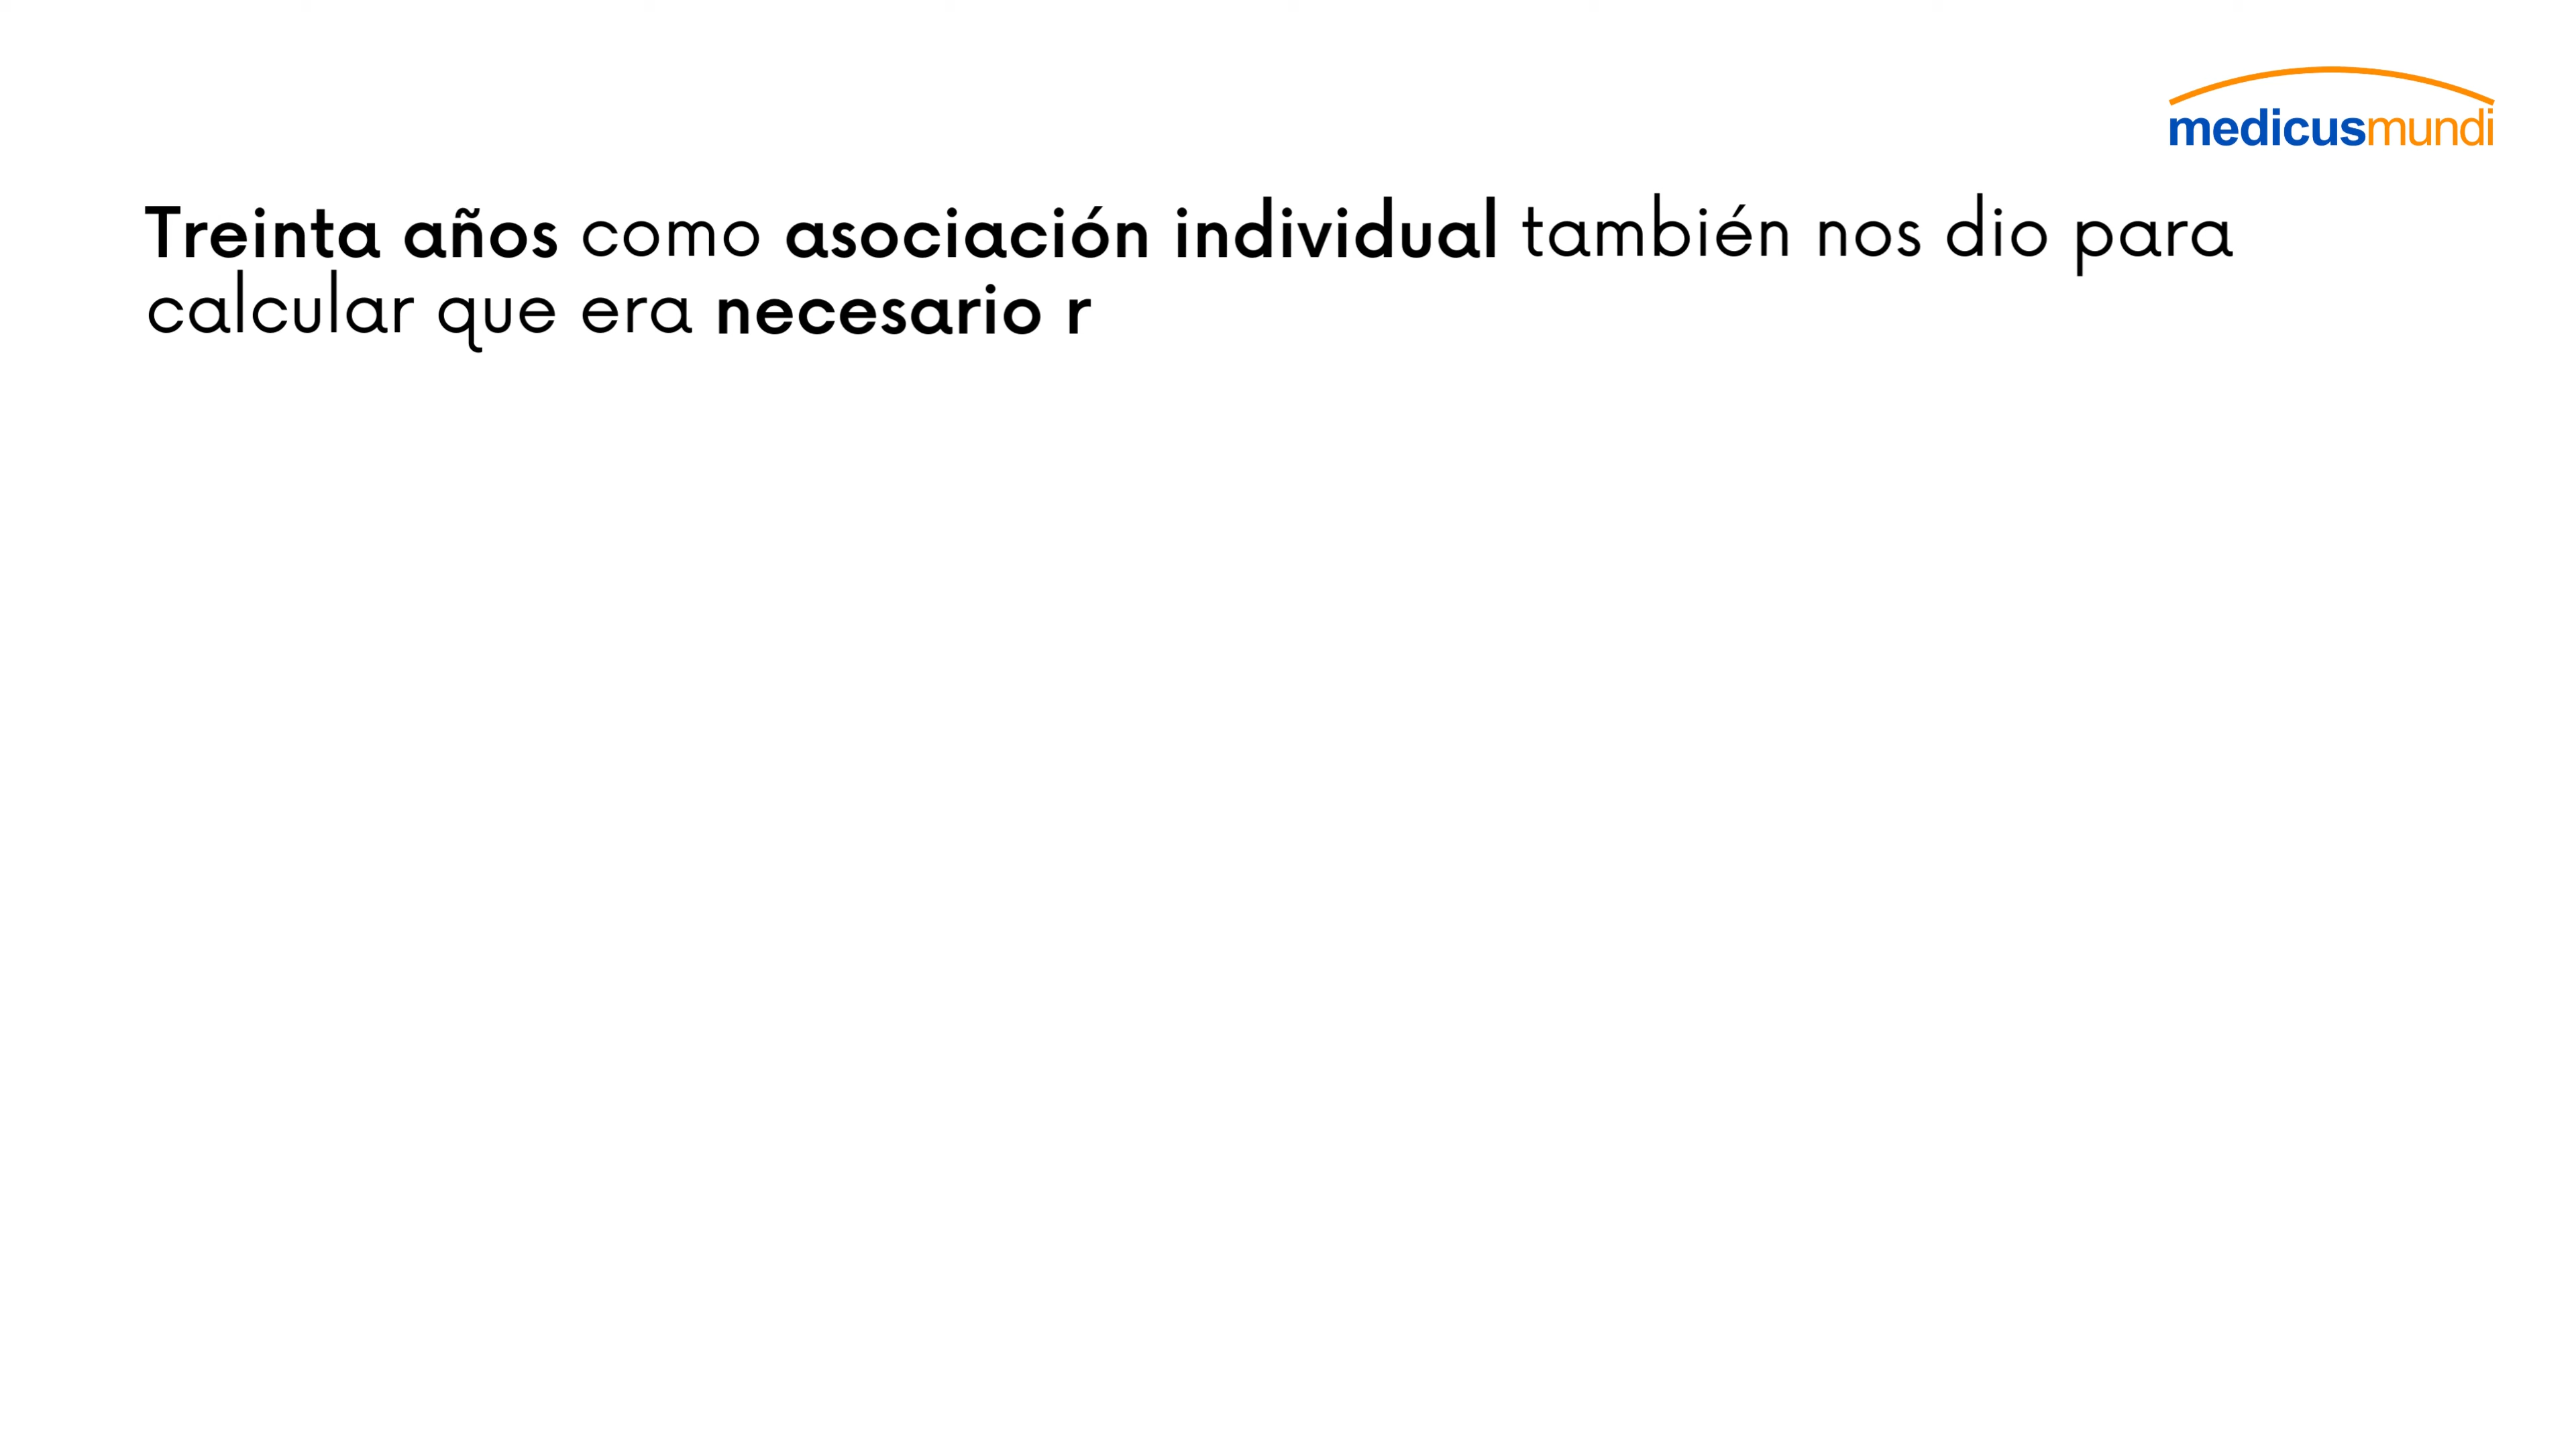 medicusmundi
Treinta años como asociación individual también nos dio para
calcular que era necesario r